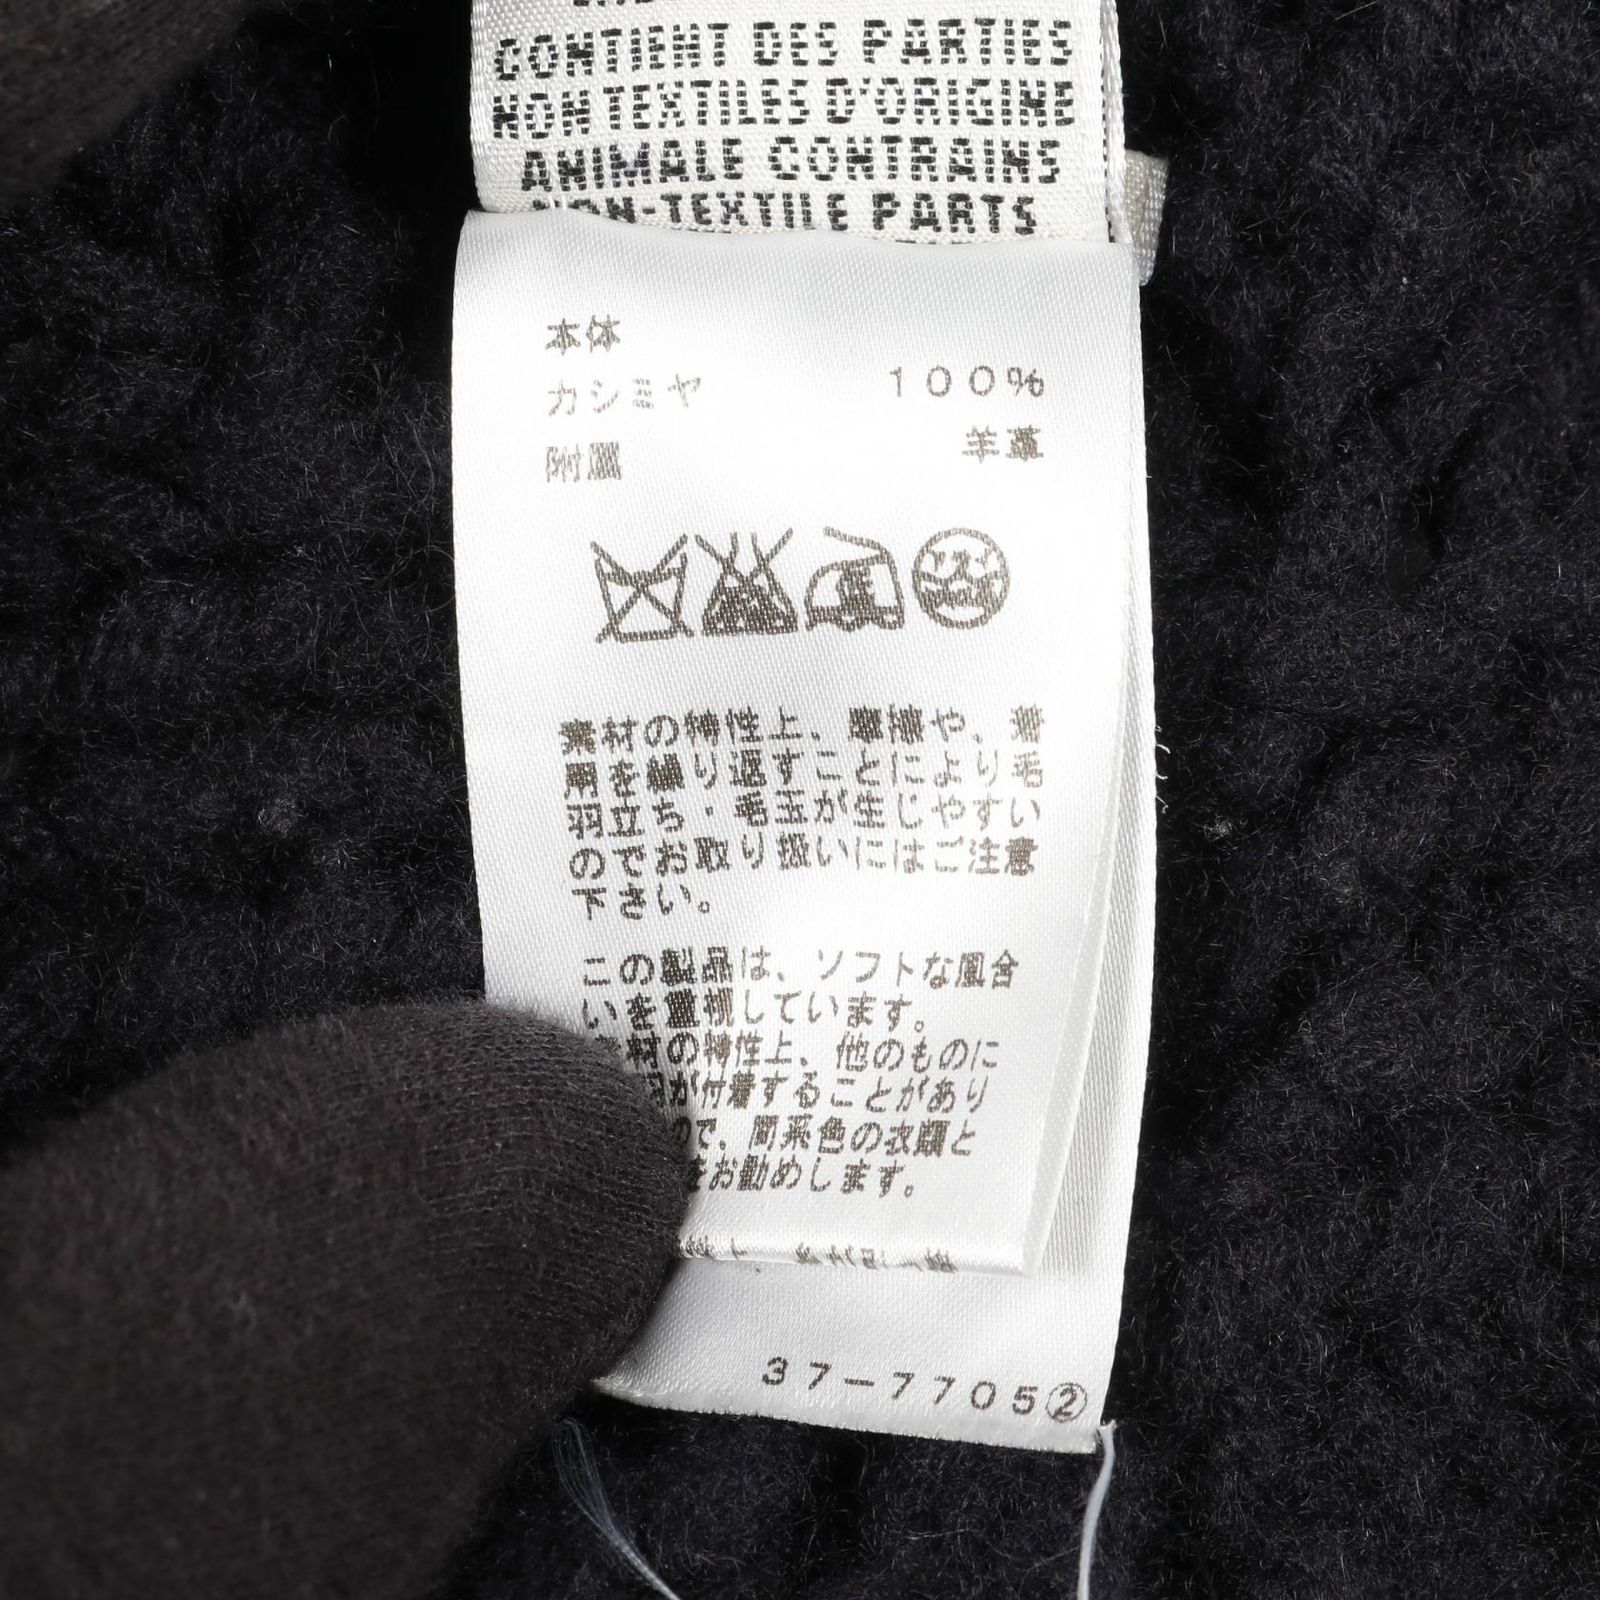 CONTIENT DES PARTIES
NON TEXTILES D'ORIGINE
ANIMALE CONTRAINS
NON-TEXTILE PARTS
本体
カシミヤ 100%
附属 羊革
素材の特性上、摩擦や、着
用を繰り返すことにより毛
羽立ち・毛玉が生じやすい
のでお取り扱いにはご注意
下さい。
この製品は、ソフトな風合
いを重視しています。
素材の特性上、他のものに
羽が付着することがあり
ので、同系色の衣類と
をお勧めします。
37-7705②